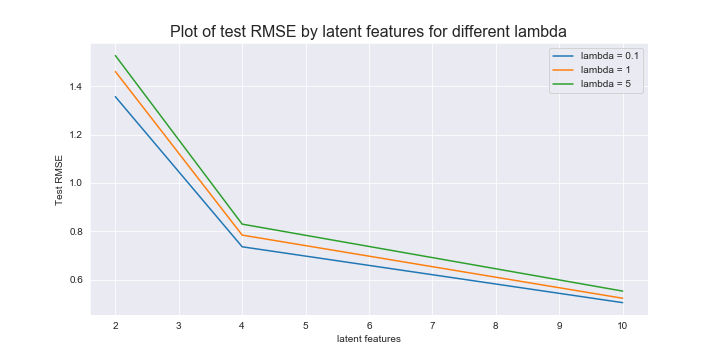 Plot of test RMSE by latent features for different lambda
lambda = 0.1
lambda = 1
lambda = 5
Test RMSE
1.4
1.2
1.0
0.8
0.6
2 3 4 5 6 7 8 9 10
latent features